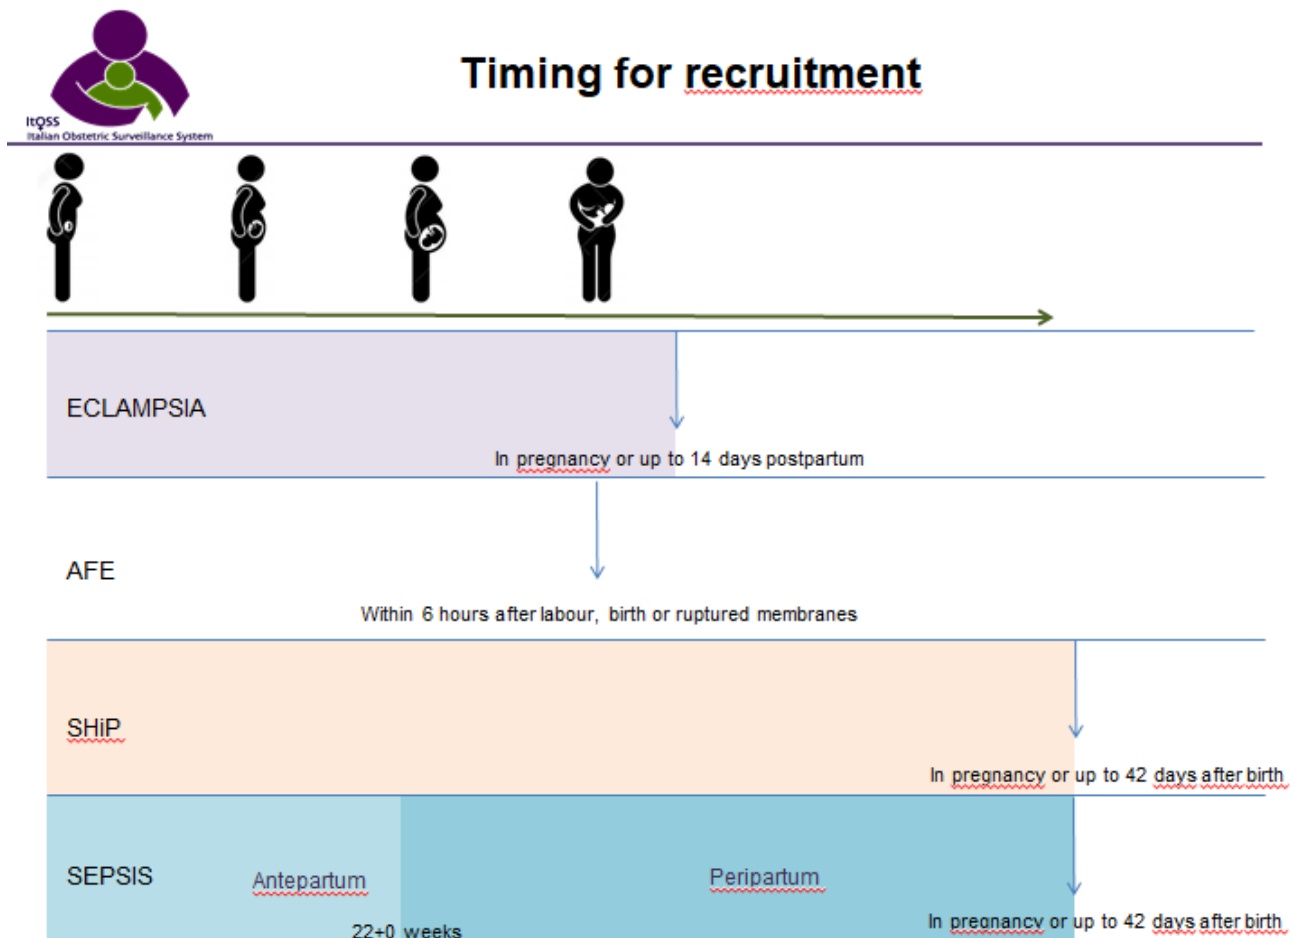 Timing for recruitment
ItOSS
Italian Obstetric Surveillance System
ECLAMPSIA
In pregnancy or up to 14 days postpartum
AFE
Within 6 hours after labour, birth or ruptured membranes
SHiP
In pregnancy or up to 42 days after birth
SEPSIS
Antepartum
Peripartum
In pregnancy or up to 42 days after birth
22+0 weeks